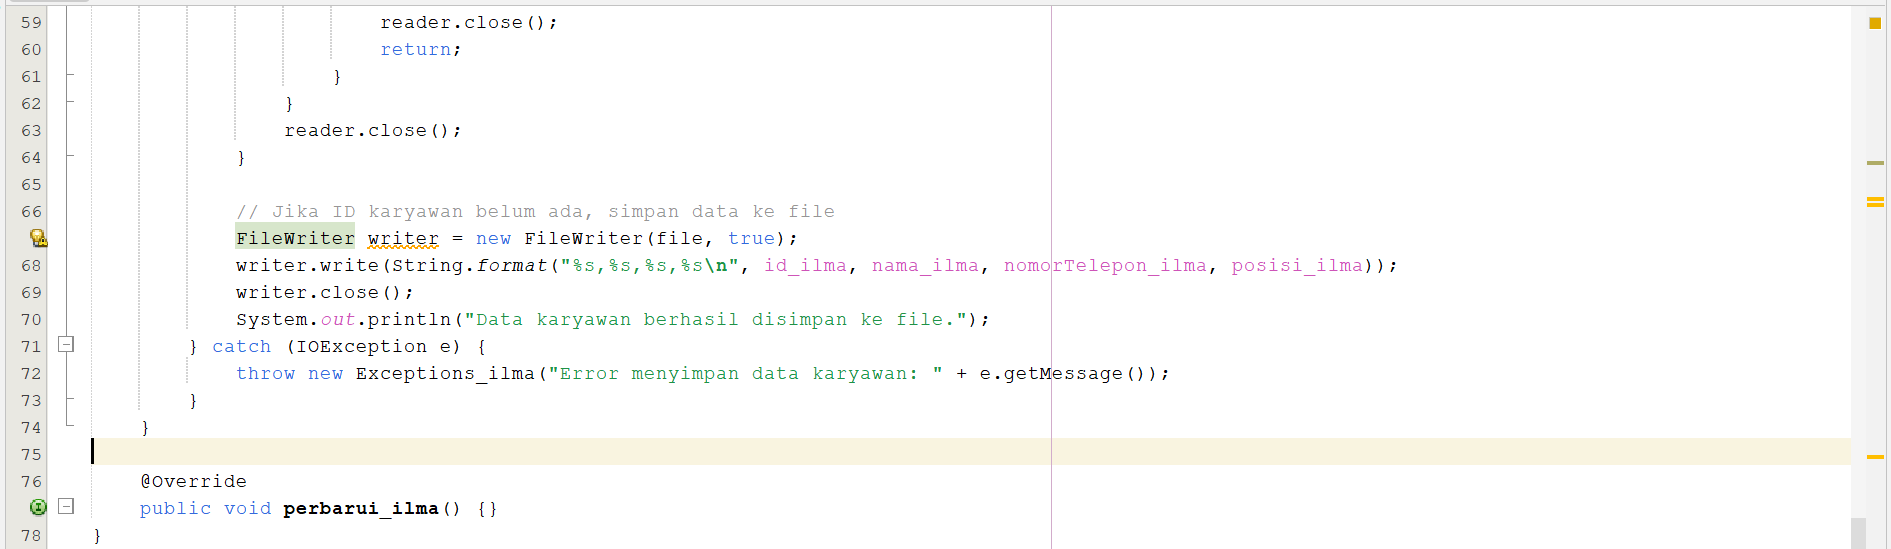 59 reader.close();
60 return;
61 }
62 }
63 reader.close();
64 }
65
66 // Jika ID karyawan belum ada, simpan data ke file
FileWriter writer = new FileWriter(file, true);
68 writer.write(String.format("%s,%s,%s,%s\n", id_ilma, nama_ilma, nomorTelepon_ilma, posisi_ilma));
69 writer.close();
70 System.out.println("Data karyawan berhasil disimpan ke file.");
71 } catch (IOException e) {
72 throw new Exceptions_ilma("Error menyimpan data karyawan: " + e.getMessage());
73 }
74 }
75
76 @Override
public void perbarui_ilma() {}
78 }